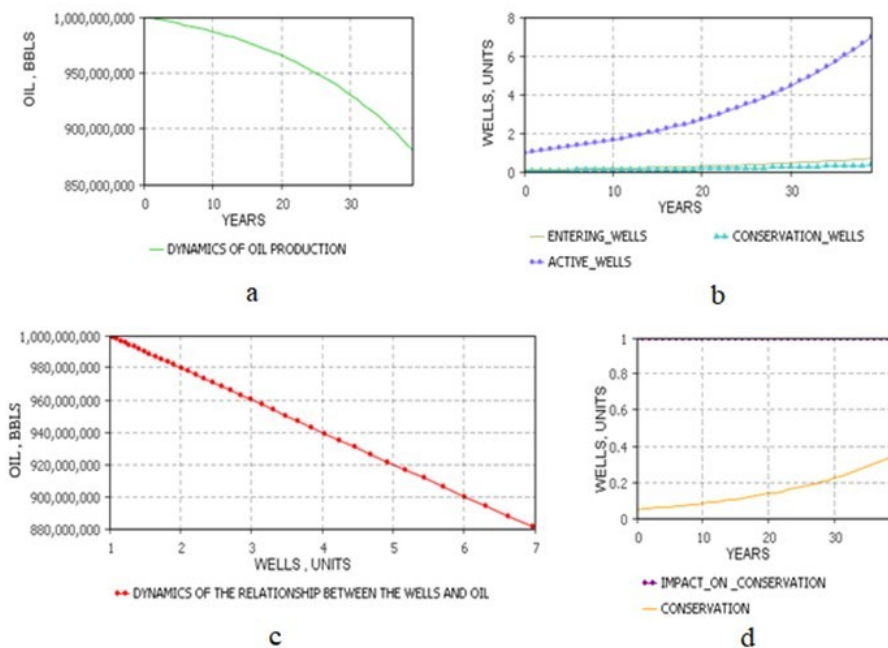 1,000,000,000
950,000,000
900,000,000
850,000,000
OIL , BBLS
0 10 20 30
YEARS
DYNAMICS OF OIL PRODUCTION
a
8
6
4
2
0
WELLS, UNITS
0 10 20 30
YEARS
ENTERING_WELLS CONSERVATION_WELLS
ACTIVE_WELLS
b
1,000,000,000
980,000,000
960,000,000
940,000,000
920,000,000
900,000,000
880,000,000
OIL , BBLS
1 2 3 4 5 6 7
WELLS , UNITS
DYNAMICS OF THE RELATIONSHIP BETWEEN THE WELLS AND OIL
c
1
0.8
0.6
0.4
0.2
0
WELLS, UNITS
0 10 20 30
YEARS
IMPACT_ON _CONSERVATION
CONSERVATION
d